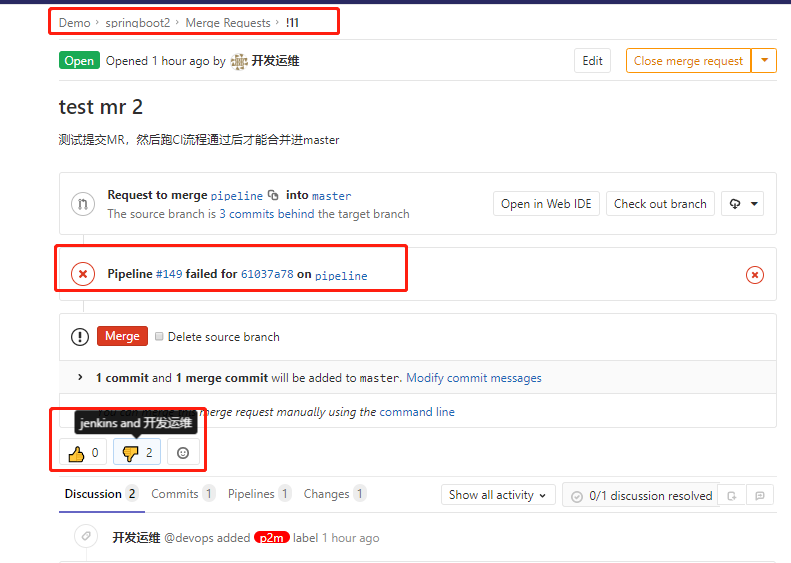 Demo › springboot2 › Merge Requests › !11
Open Opened 1 hour ago by 开发运维 Edit Close merge request
test mr 2
测试提交MR，然后跑CI流程通过后才能合并进master
Request to merge pipeline into master
The source branch is 3 commits behind the target branch
Open in Web IDE Check out branch
Pipeline #149 failed for 61037a78 on pipeline
Merge Delete source branch
1 commit and 1 merge commit will be added to master. Modify commit messages
merge request manually using the command line
jenkins and 开发运维
0 2
Discussion 2 Commits 1 Pipelines 1 Changes 1 Show all activity 0/1 discussion resolved
开发运维 @devops added p2m label 1 hour ago